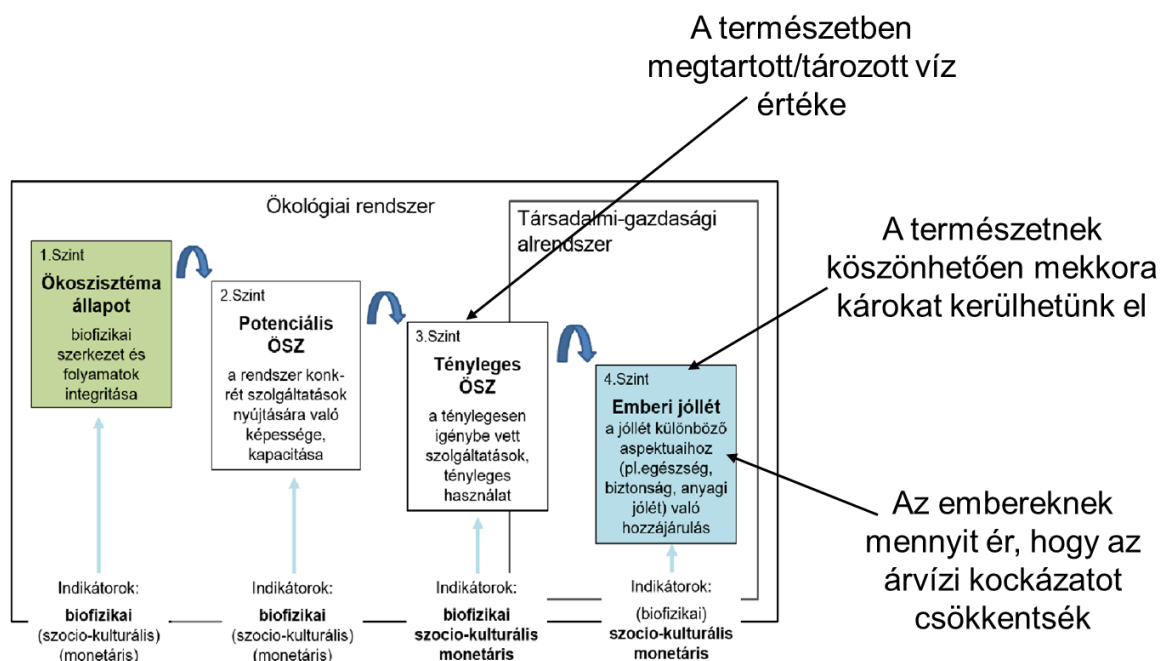 A természetben
megtartott/tározott víz
értéke
Ökológiai rendszer
Társadalmi-gazdasági
alrendszer
A természetnek
köszönhetően mekkora
károkat kerülhetünk el
1.Szint
Ökoszisztéma
állapot
biofizikai
szerkezet és
folyamatok
integritása
2.Szint
Potenciális
ÖSZ
a rendszer konk-
rét szolgáltatások
nyújtására való
képessége,
kapacitása
3.Szint
Tényleges
ÖSZ
a ténylegesen
igénybe vett
szolgáltatások,
tényleges
használat
4.Szint
Emberi jóllét
a jóllét különböző
aspektuaihoz
(pl.egészség,
biztonság, anyagi
jólét) való
hozzájárulás
Az embereknek
mennyit ér, hogy az
árvízi kockázatot
csökkentsék
Indikátorok:
biofizikai
(szocio-kulturális)
(monetáris)
Indikátorok:
biofizikai
(szocio-kulturális)
(monetáris)
Indikátorok:
biofizikai
szocio-kulturális
monetáris
Indikátorok:
(biofizikai)
szocio-kulturális
monetáris